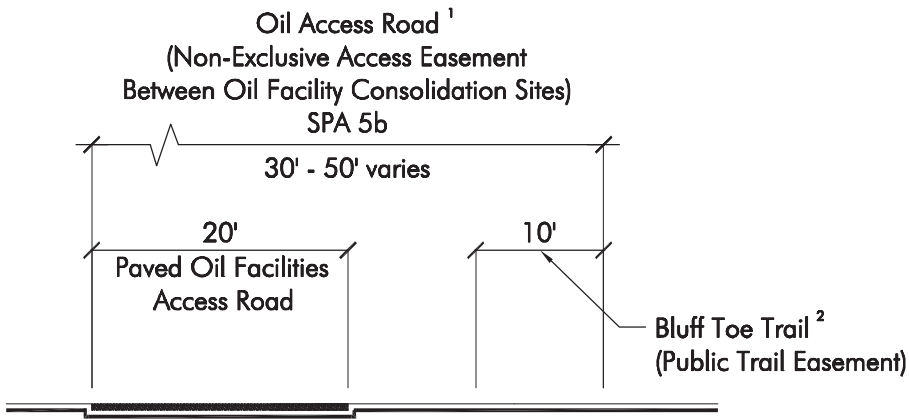 Oil Access Road ¹
(Non-Exclusive Access Easement
Between Oil Facility Consolidation Sites)
SPA 5b
30' - 50' varies
20'
Paved Oil Facilities
Access Road
10'
Bluff Toe Trail ²
(Public Trail Easement)